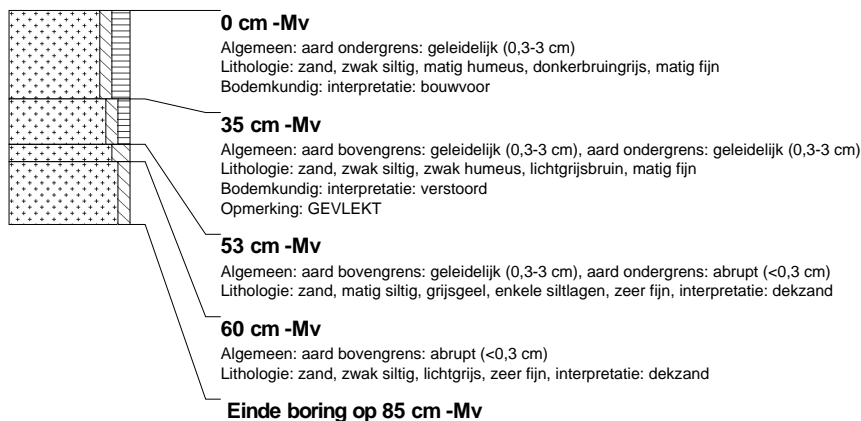 0 cm -Mv
Algemeen: aard ondergrens: geleidelijk (0,3-3 cm)
Lithologie: zand, zwak siltig, matig humeus, donkerbruingrijs, matig fijn
Bodemkundig: interpretatie: bouwvoor
35 cm -Mv
Algemeen: aard bovengrens: geleidelijk (0,3-3 cm), aard ondergrens: geleidelijk (0,3-3 cm)
Lithologie: zand, zwak siltig, zwak humeus, lichtgrijsbruin, matig fijn
Bodemkundig: interpretatie: verstoord
Opmerking: GEVLEKT
53 cm -Mv
Algemeen: aard bovengrens: geleidelijk (0,3-3 cm), aard ondergrens: abrupt (<0,3 cm)
Lithologie: zand, matig siltig, grijsgeel, enkele siltlagen, zeer fijn, interpretatie: dekzand
60 cm -Mv
Algemeen: aard bovengrens: abrupt (<0,3 cm)
Lithologie: zand, zwak siltig, lichtgrijs, zeer fijn, interpretatie: dekzand
Einde boring op 85 cm -Mv